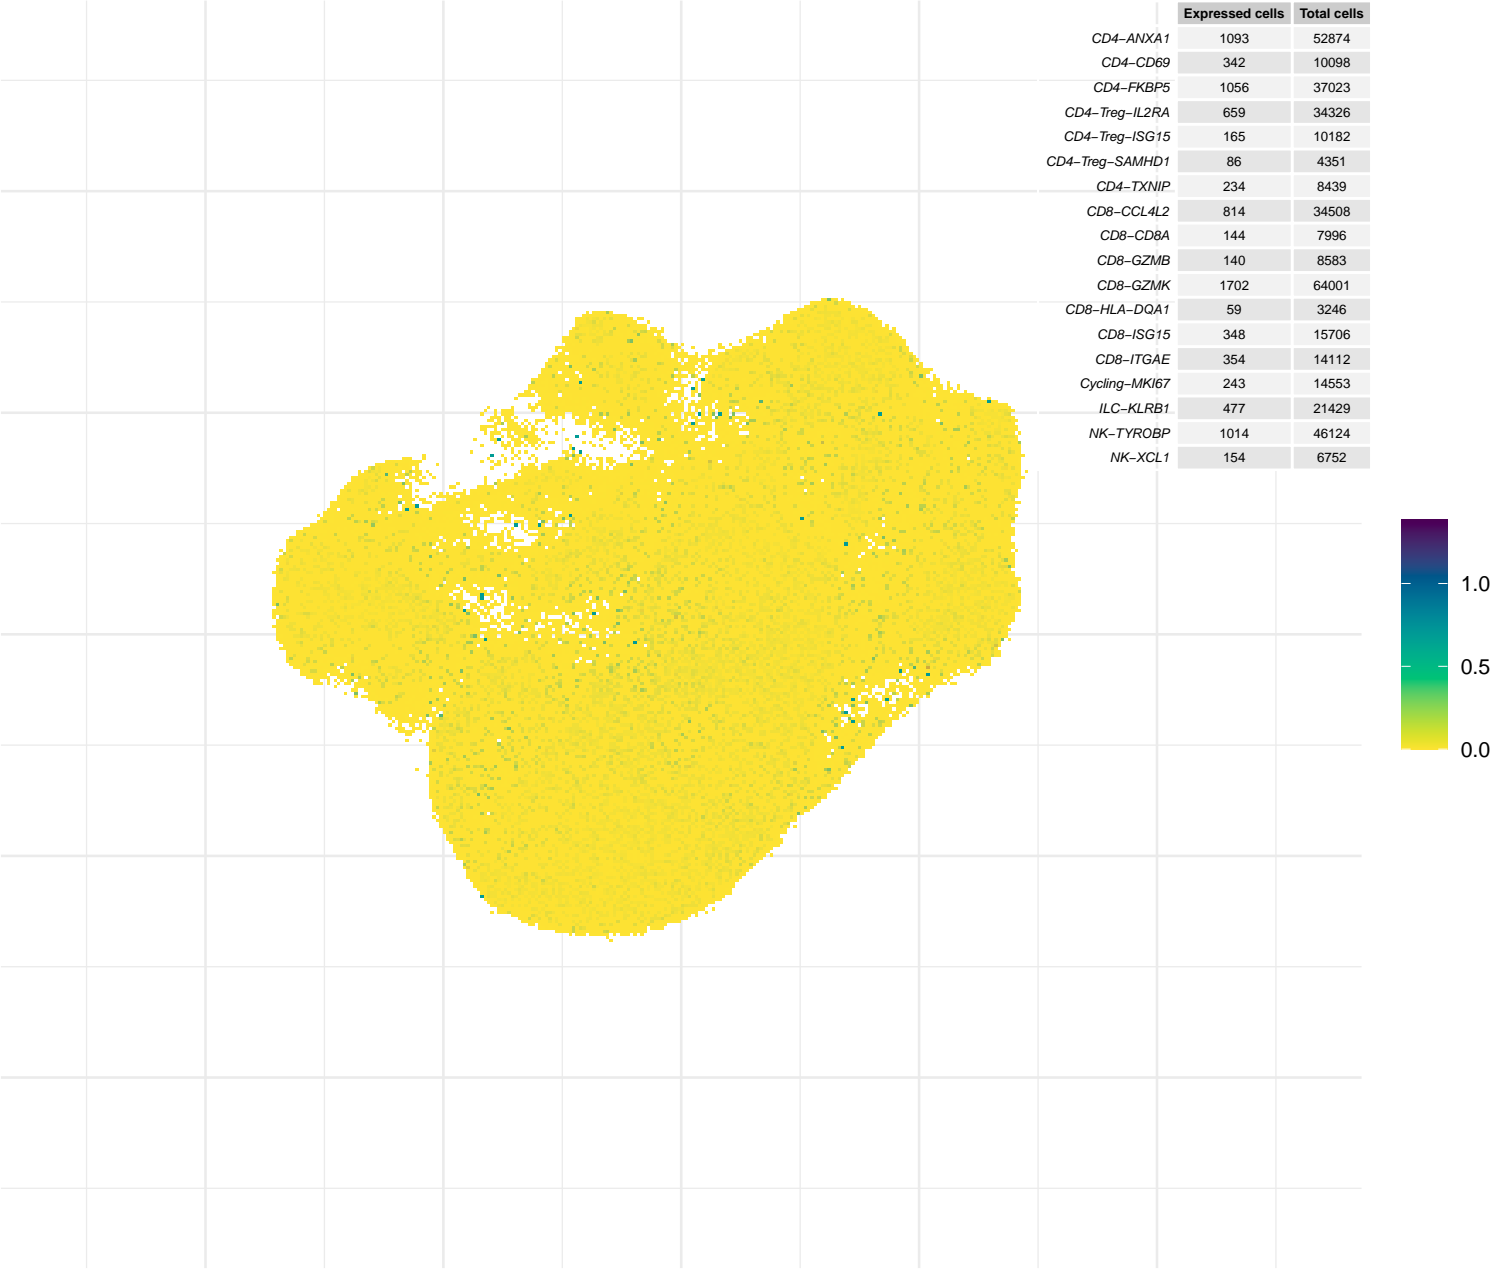 Expressed cells Total cells
CD4−ANXA1 1093 52874
CD4−CD69 342 10098
CD4−FKBP5 1056 37023
CD4−Treg−IL2RA 659 34326
CD4−Treg−ISG15 165 10182
CD4−Treg−SAMHD1 86 4351
CD4−TXNIP 234 8439
CD8−CCL4L2 814 34508
CD8−CD8A 144 7996
CD8−GZMB 140 8583
CD8−GZMK 1702 64001
CD8−HLA−DQA1 59 3246
CD8−ISG15 348 15706
CD8−ITGAE 354 14112
Cycling−MKI67 243 14553
ILC−KLRB1 477 21429
NK−TYROBP 1014 46124
NK−XCL1 154 6752
1.0
0.5
0.0